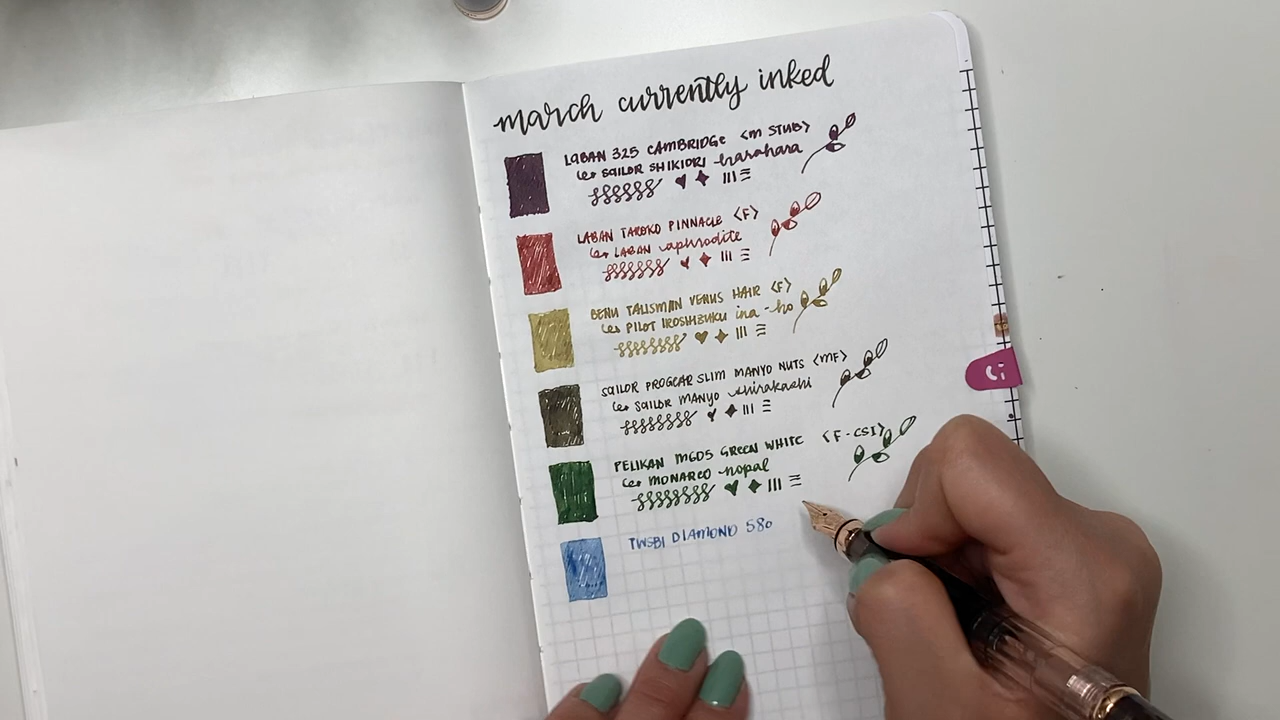 march currently inked
LABAN 325 CAMBRIDGE <M STUB>
SAILOR SHIKIORI harahara
LABAN TAROKO PINNACLE <F>
LABAN aphrodite
BENU TALISMAN VENUS HAIR <F>
PILOT IROSHIZUKU ina-ho
SAILOR PROGEAR SLIM MANYO NUTS <MF>
SAILOR MANYO shirakashi
PELIKAN M605 GREEN WHITE <F-CSI>
MONARCO nopal
TWSBI DIAMOND 580